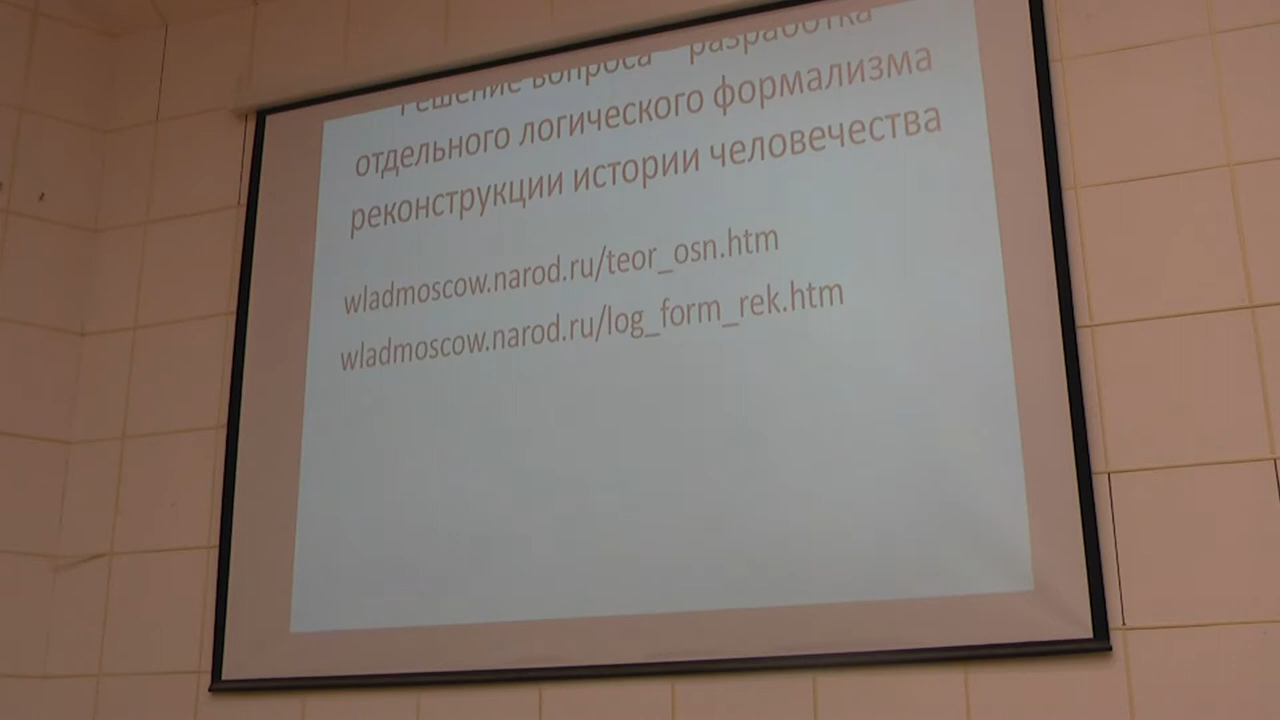 Решение вопроса – разработка
отдельного логического формализма
реконструкции истории человечества
wladmoscow.narod.ru/teor_osn.htm
wladmoscow.narod.ru/log_form_rek.htm